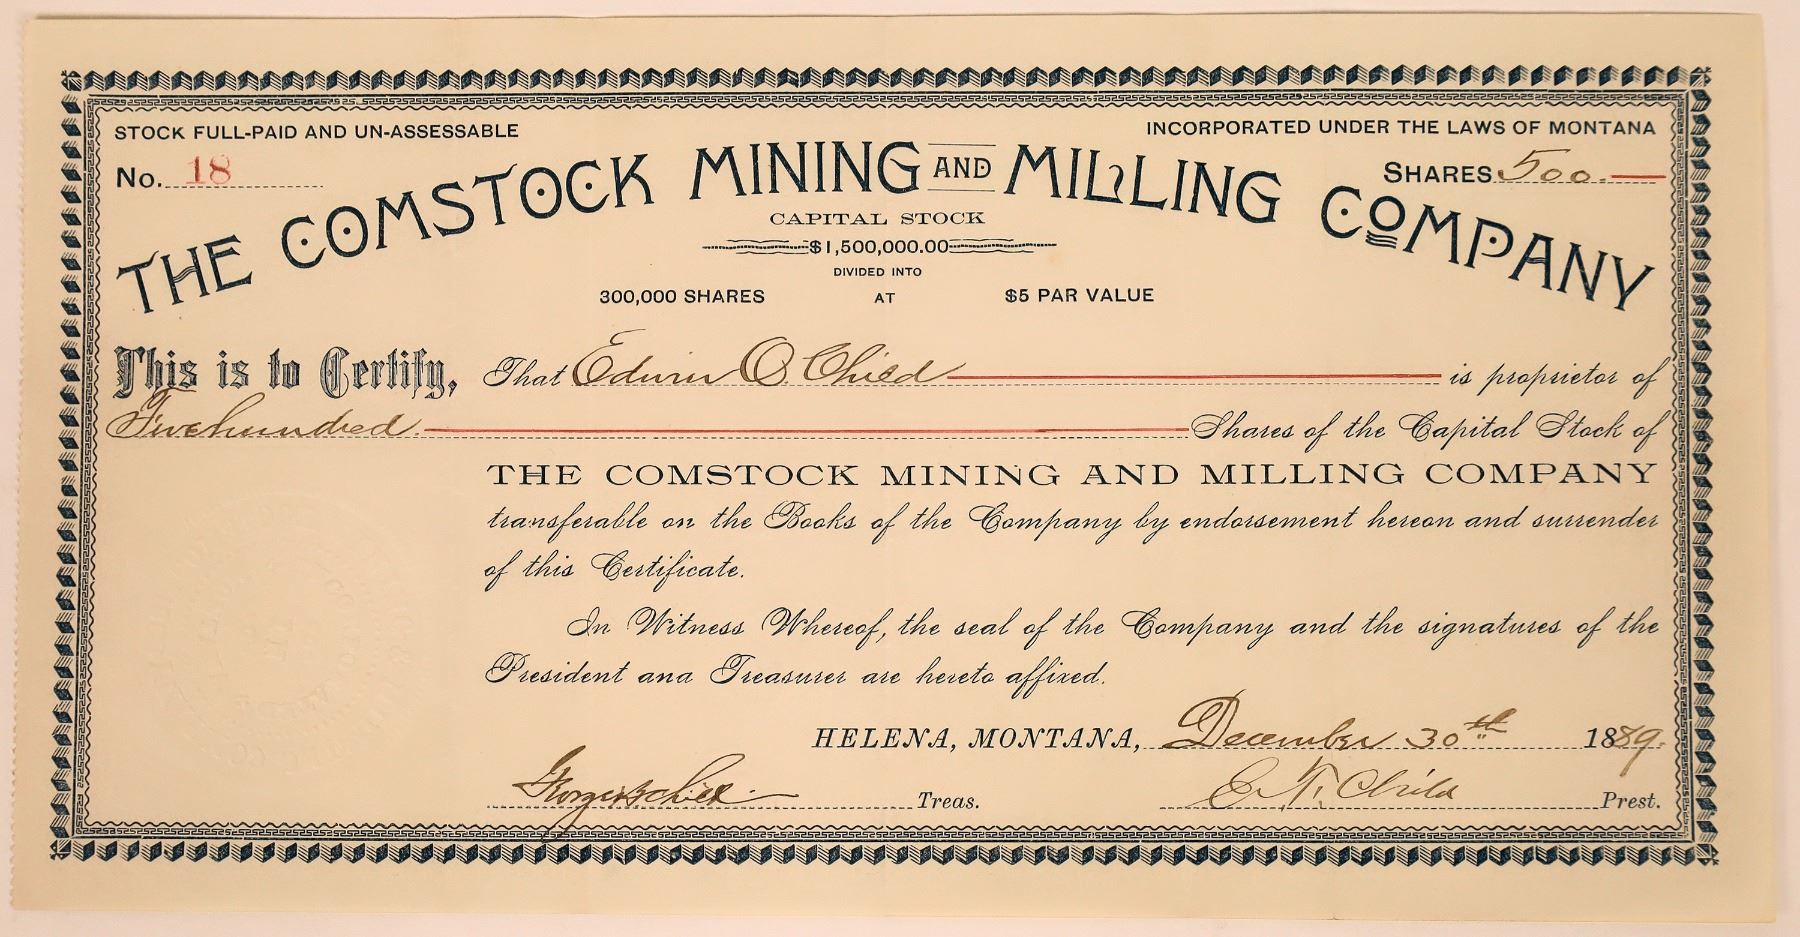 STOCK FULL-PAID AND UN-ASSESSABLE
INCORPORATED UNDER THE LAWS OF MONTANA
No. 18
SHARES 500.
THE COMSTOCK MINING AND MILLING COMPANY
CAPITAL STOCK
$1,500,000.00
DIVIDED INTO
300,000 SHARES AT $5 PAR VALUE
This is to Certify, That Edwin O. Child is proprietor of
Five hundred. Shares of the Capital Stock of
THE COMSTOCK MINING AND MILLING COMPANY
transferable on the Books of the Company by endorsement hereon and surrender
of this Certificate.
In Witness Whereof, the seal of the Company and the signatures of the
President and Treasurer are hereto affixed.
HELENA, MONTANA, December 30th 1889.
Treas. E. T. Child Prest.